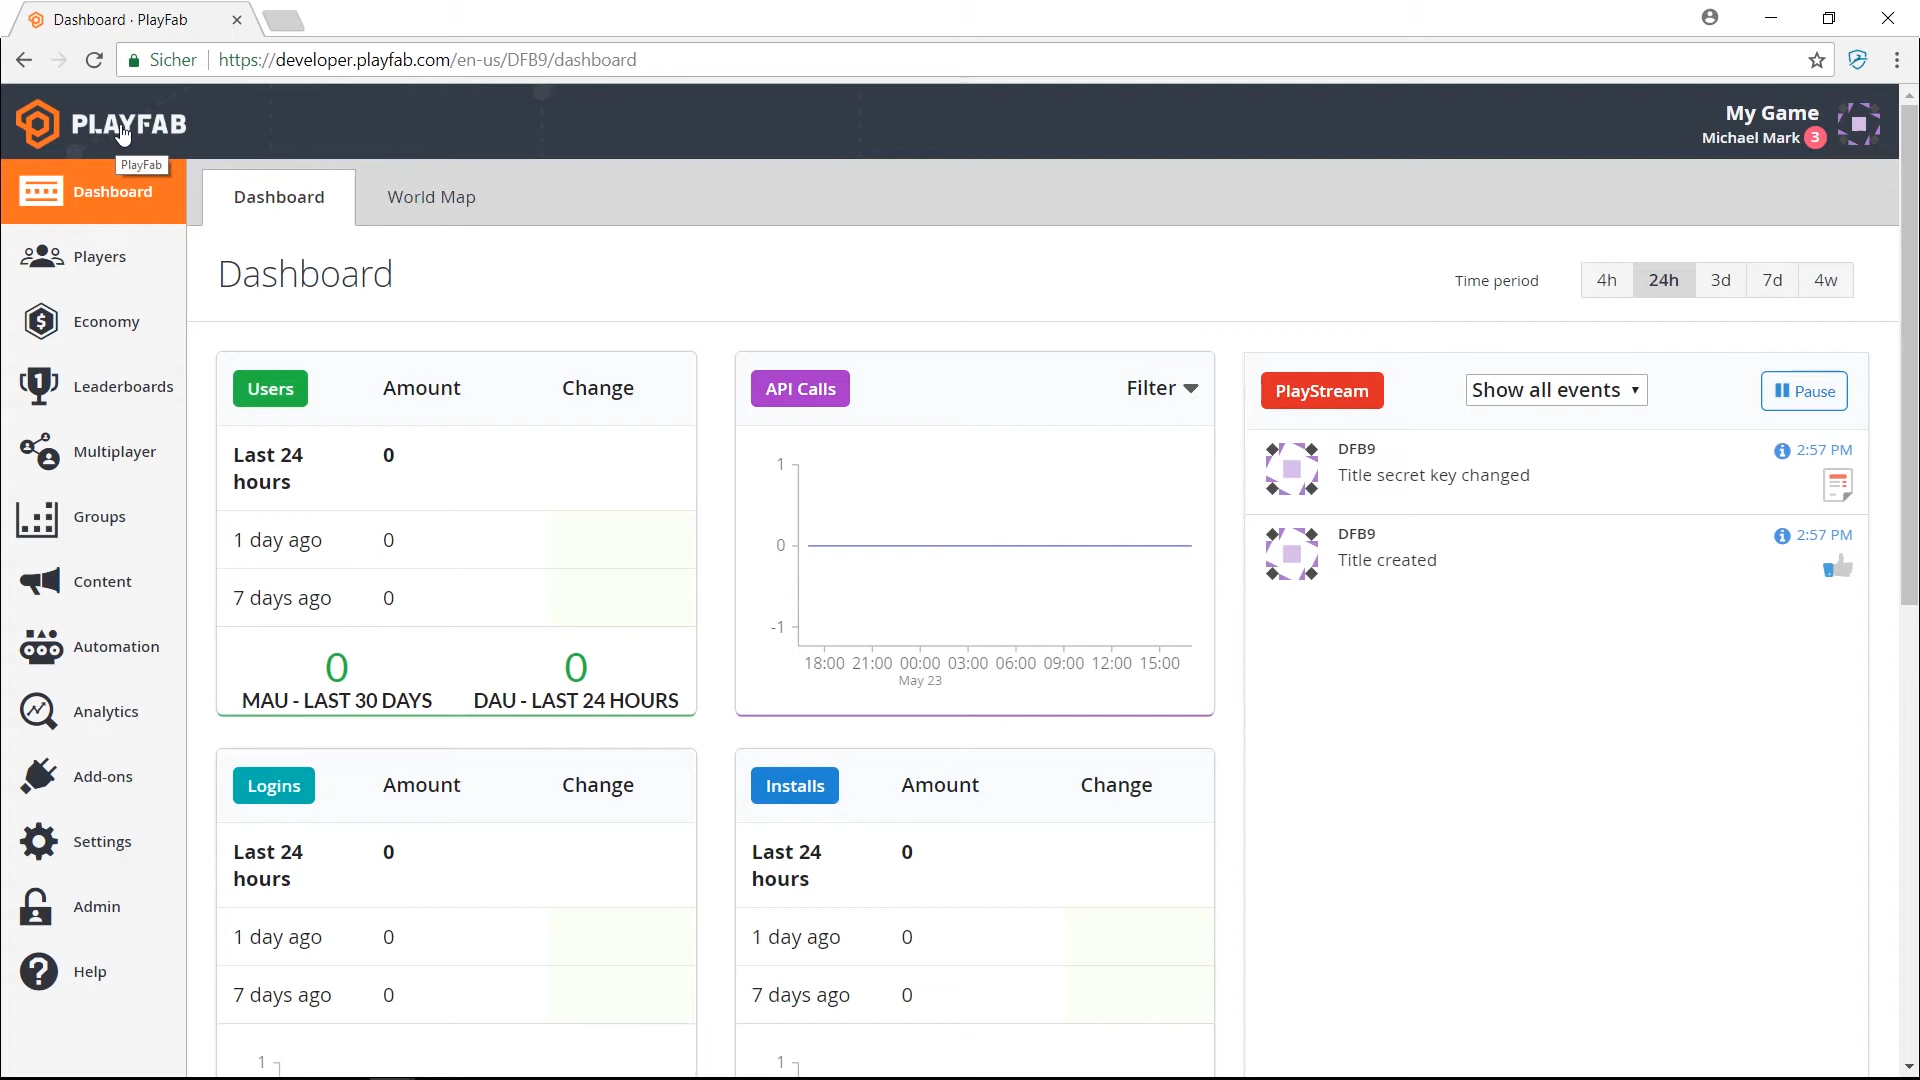 Dashboard · PlayFab
Sicher https://developer.playfab.com/en-us/DFB9/dashboard
PLAYFAB
My Game
Michael Mark 3
PlayFab
Dashboard
Players
Economy
Leaderboards
Multiplayer
Groups
Content
Automation
Analytics
Add-ons
Settings
Admin
Help
Dashboard World Map
Dashboard
Time period 4h 24h 3d 7d 4w
Users Amount Change
Last 24 hours 0
1 day ago 0
7 days ago 0
0 0
MAU - LAST 30 DAYS DAU - LAST 24 HOURS
API Calls Filter
1
0
-1
18:00 21:00 00:00 03:00 06:00 09:00 12:00 15:00
May 23
PlayStream Show all events Pause
DFB9 2:57 PM
Title secret key changed
DFB9 2:57 PM
Title created
Logins Amount Change
Last 24 hours 0
1 day ago 0
7 days ago 0
1
Installs Amount Change
Last 24 hours 0
1 day ago 0
7 days ago 0
1